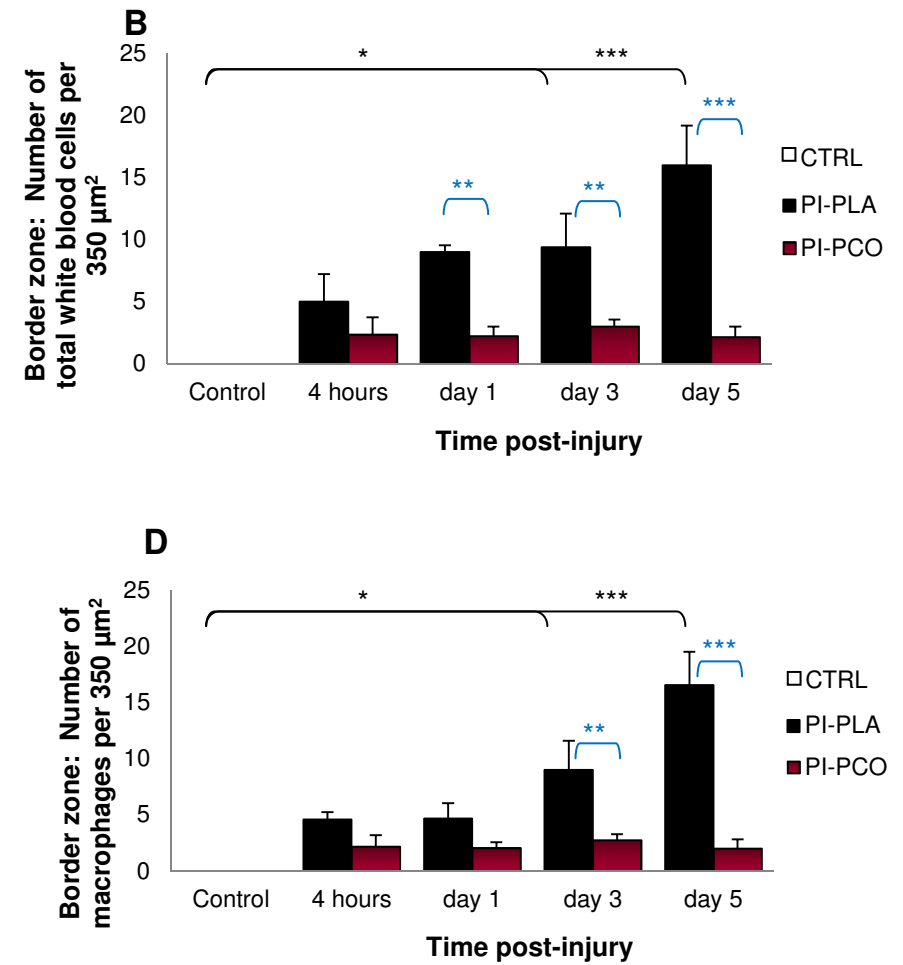 B
Border zone:  Number of
total white blood cells per
350 µm²
25
20
15
10
5
0
*
***
**
**
***
Control
4 hours
day 1
day 3
day 5
Time post-injury
CTRL
PI-PLA
PI-PCO
D
Border zone:  Number of
macrophages per 350 µm²
25
20
15
10
5
0
*
***
**
***
Control
4 hours
day 1
day 3
day 5
Time post-injury
CTRL
PI-PLA
PI-PCO